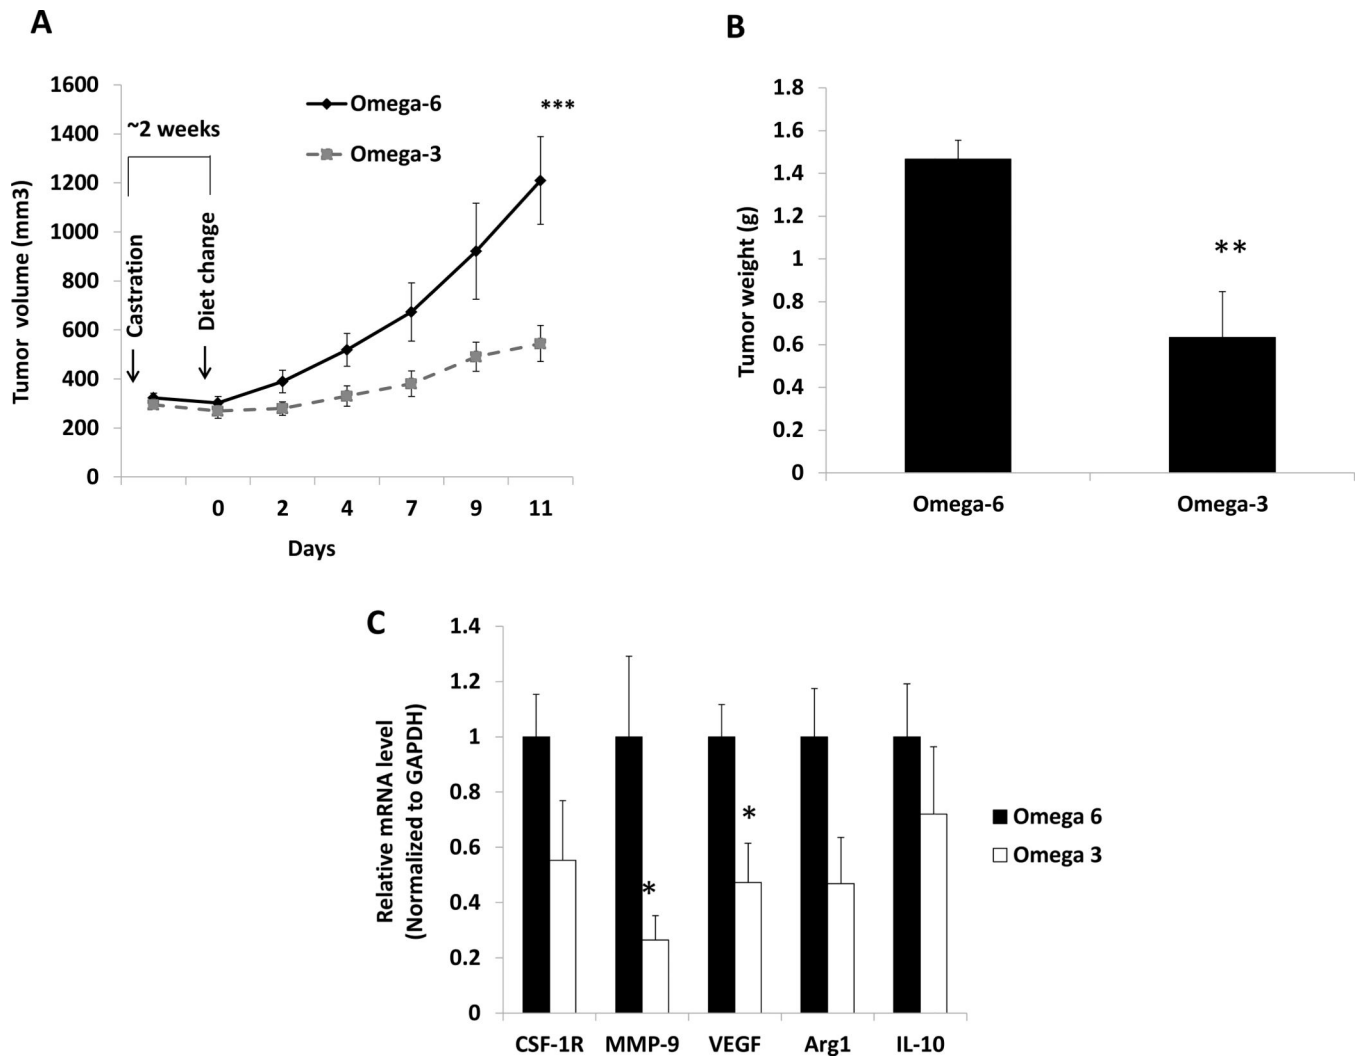 A
1600
1400
1200
1000
800
600
400
200
0
Tumor volume (mm3)
~2 weeks
Castration
Diet change
Omega-6
Omega-3
***
0 2 4 7 9 11
Days
B
1.8
1.6
1.4
1.2
1
0.8
0.6
0.4
0.2
0
Tumor weight (g)
**
Omega-6 Omega-3
C
1.4
1.2
1
0.8
0.6
0.4
0.2
0
Relative mRNA level
(Normalized to GAPDH)
*
*
Omega 6
Omega 3
CSF-1R MMP-9 VEGF Arg1 IL-10